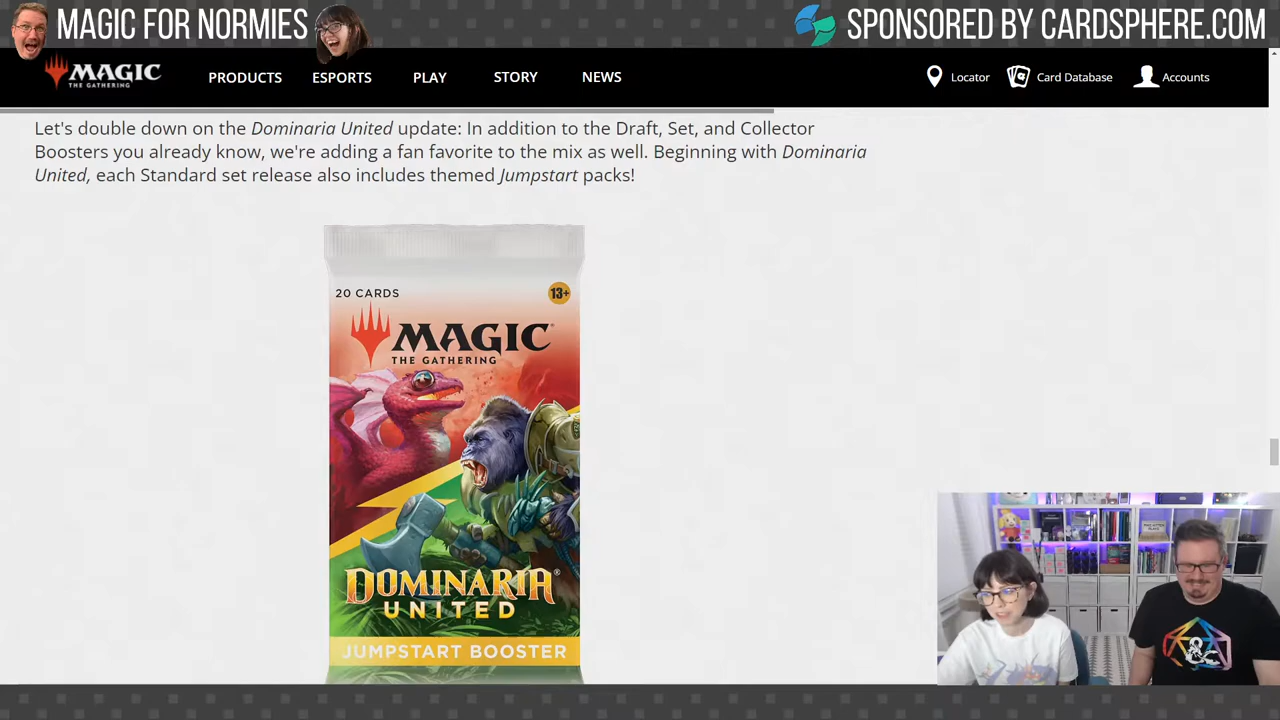 MAGIC FOR NORMIES
SPONSORED BY CARDSPHERE.COM
MAGIC
THE GATHERING
PRODUCTS ESPORTS PLAY STORY NEWS
Locator Card Database Accounts
Let's double down on the Dominaria United update: In addition to the Draft, Set, and Collector
Boosters you already know, we're adding a fan favorite to the mix as well. Beginning with Dominaria
United, each Standard set release also includes themed Jumpstart packs!
20 CARDS
13+
MAGIC
THE GATHERING
DOMINARIA®
UNITED
JUMPSTART BOOSTER